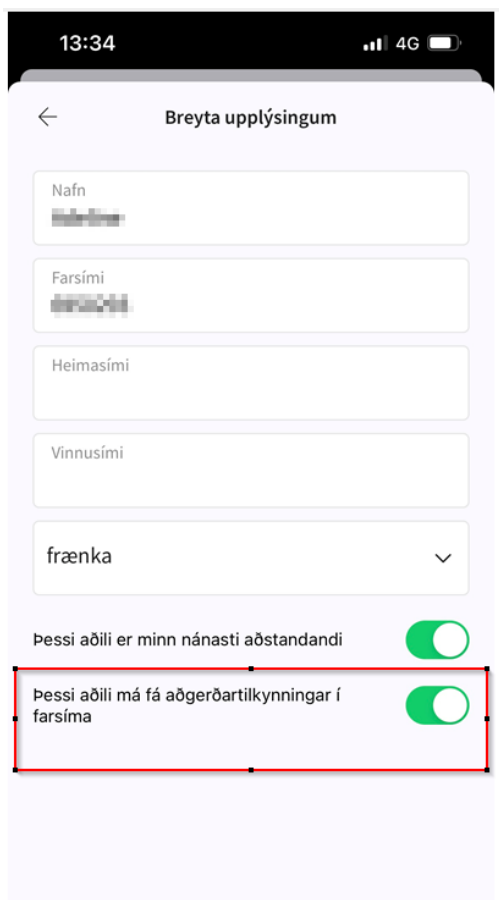 13:34
4G
Breyta upplýsingum
Nafn
Farsími
Heimasími
Vinnusími
frænka
Þessi aðili er minn nánasti aðstandandi
Þessi aðili má fá aðgerðartilkynningar í
farsíma